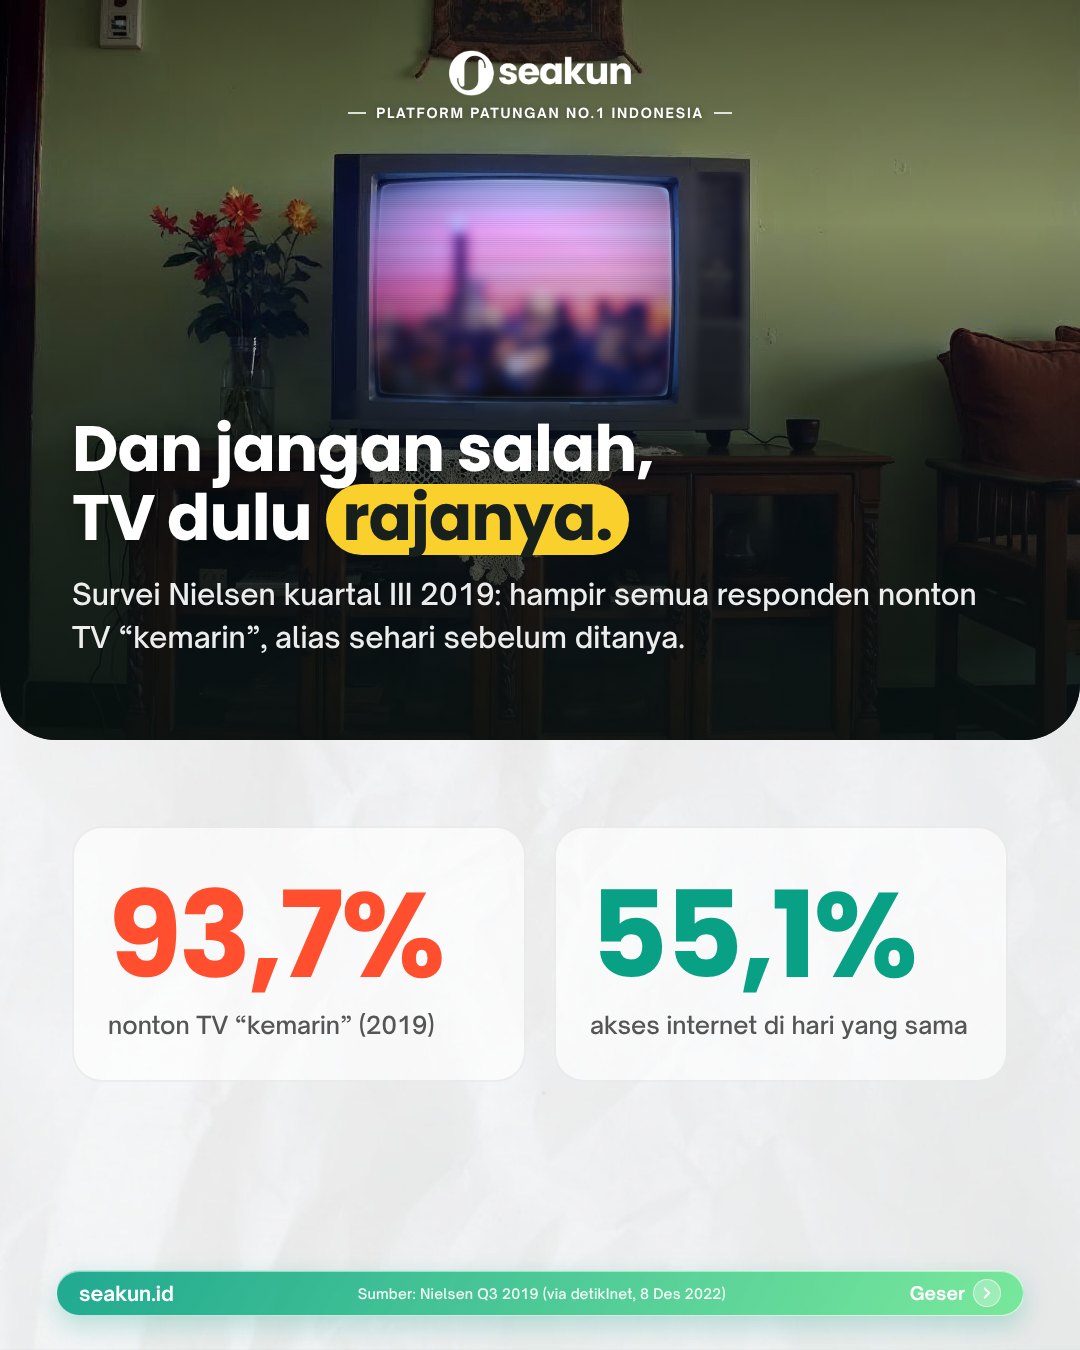 seakun
PLATFORM PATUNGAN NO.1 INDONESIA
Dan jangan salah,
TV dulu rajanya.
Survei Nielsen kuartal III 2019: hampir semua responden nonton
TV “kemarin”, alias sehari sebelum ditanya.
93,7%
nonton TV “kemarin” (2019)
55,1%
akses internet di hari yang sama
seakun.id
Sumber: Nielsen Q3 2019 (via detikInet, 8 Des 2022)
Geser